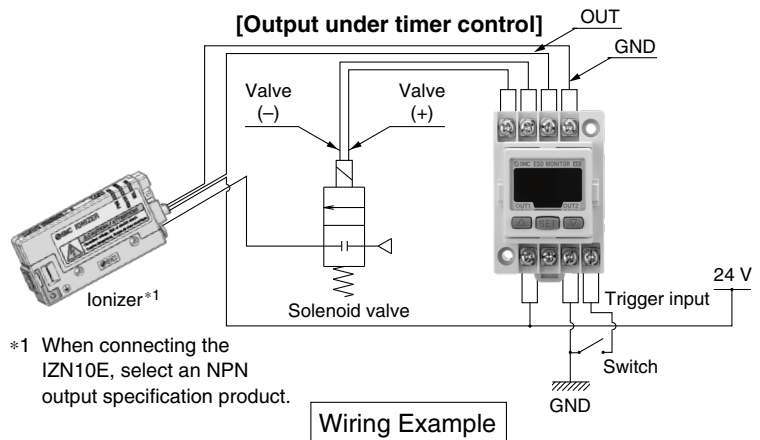 [Output under timer control]
OUT
GND
Valve
(–)
Valve
(+)
SMC ESD MONITOR
OUT1
OUT2
SET
IONIZER
Ionizer*1
Solenoid valve
Trigger input
24 V
Switch
GND
*1 When connecting the
IZN10E, select an NPN
output specification product.
Wiring Example